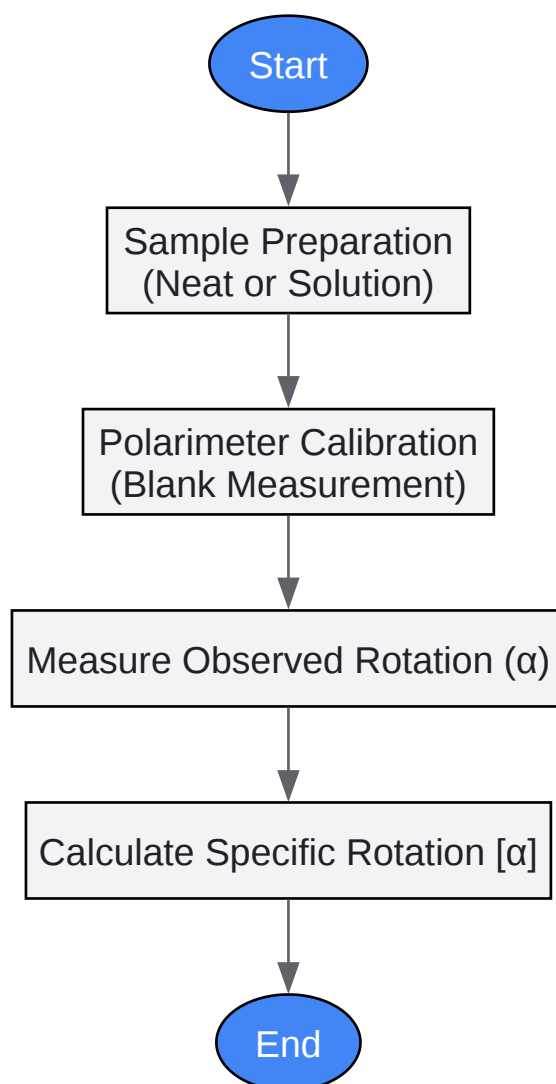 Start
Sample Preparation
(Neat or Solution)
Polarimeter Calibration
(Blank Measurement)
Measure Observed Rotation (α)
Calculate Specific Rotation [α]
End